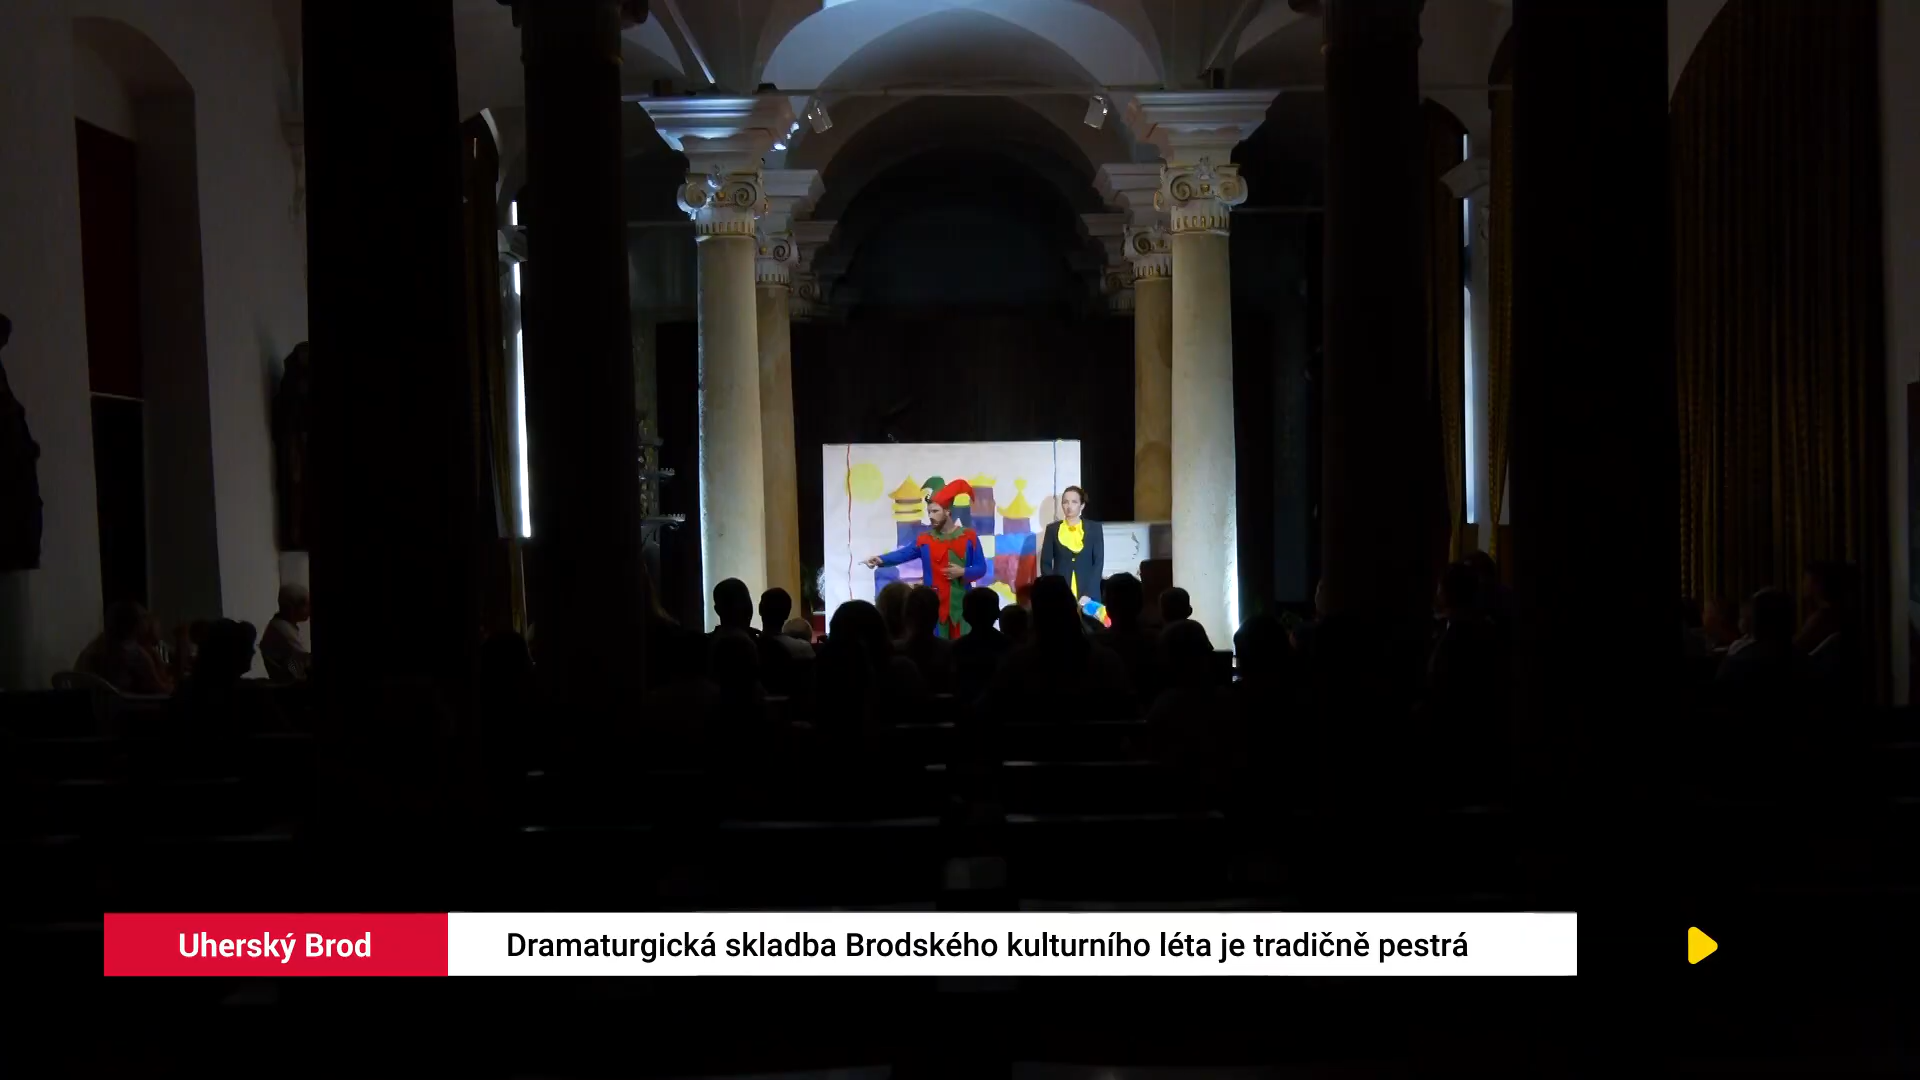 Uherský Brod
Dramaturgická skladba Brodského kulturního léta je tradičně pestrá